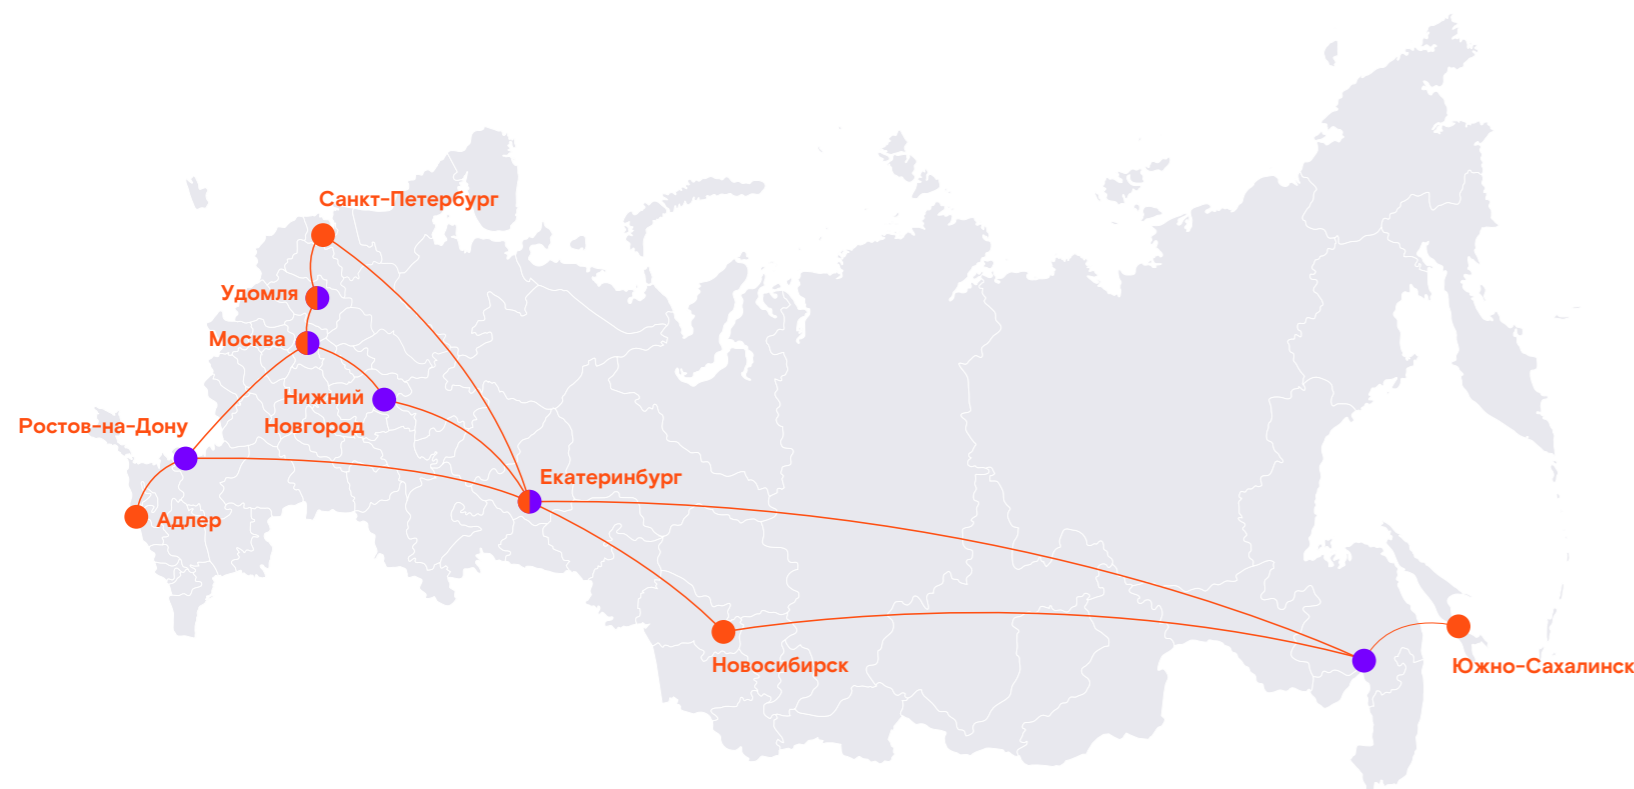 Санкт-Петербург
Удомля
Москва
Нижний
Новгород
Ростов-на-Дону
Екатеринбург
Адлер
Новосибирск
Южно-Сахалинск